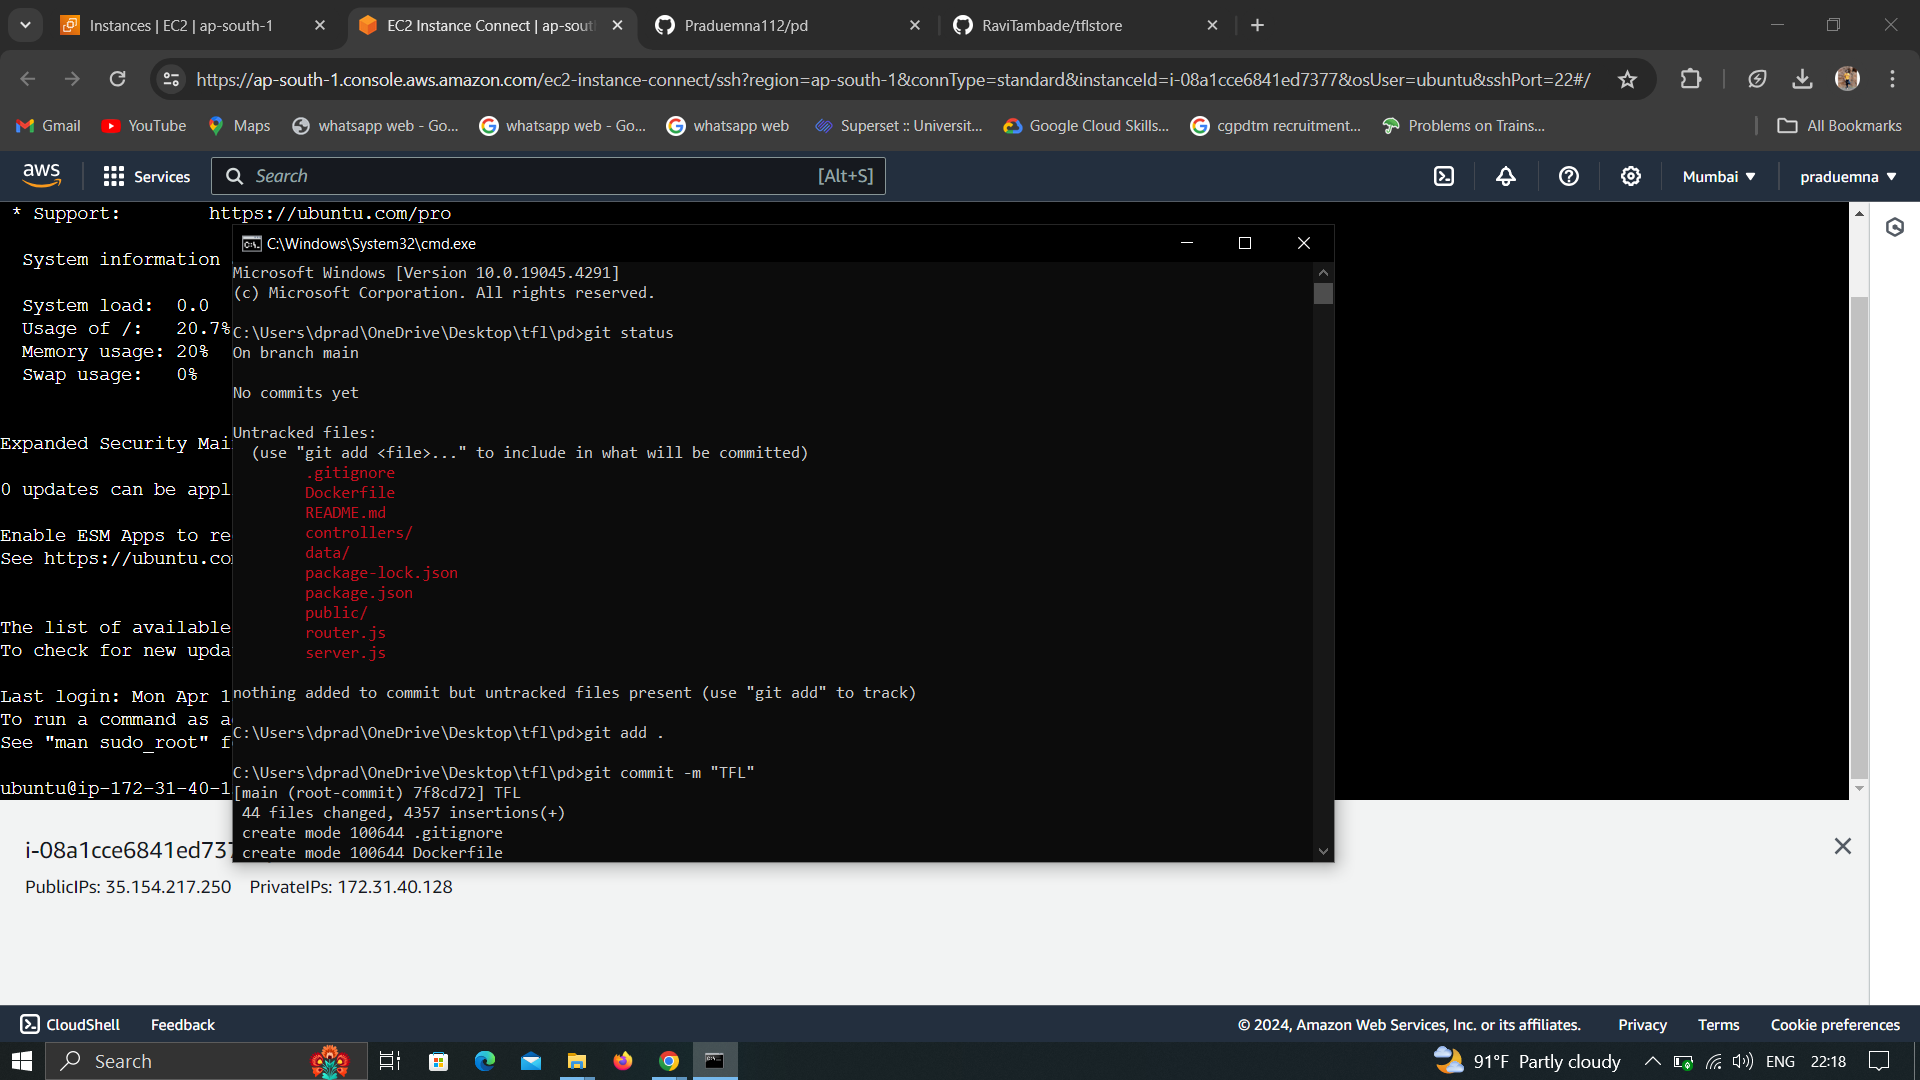 Instances | EC2 | ap-south-1
EC2 Instance Connect | ap-sout
Praduemna112/pd
RaviTambade/tflstore
https://ap-south-1.console.aws.amazon.com/ec2-instance-connect/ssh?region=ap-south-1&connType=standard&instanceId=i-08a1cce6841ed7377&osUser=ubuntu&sshPort=22#/
Gmail
YouTube
Maps
whatsapp web - Go...
whatsapp web - Go...
whatsapp web
Superset :: Universit...
Google Cloud Skills...
cgpdtm recruitment...
Problems on Trains...
All Bookmarks
aws
Services
Search
[Alt+S]
Mumbai
praduemna
* Support: https://ubuntu.com/pro
System information
System load: 0.0
Usage of /: 20.7%
Memory usage: 20%
Swap usage: 0%
Expanded Security Mai
0 updates can be appl
Enable ESM Apps to re
See https://ubuntu.co
The list of available
To check for new upda
Last login: Mon Apr 1
To run a command as a
See "man sudo_root" f
ubuntu@ip-172-31-40-1
C:\Windows\System32\cmd.exe
Microsoft Windows [Version 10.0.19045.4291]
(c) Microsoft Corporation. All rights reserved.
C:\Users\dprad\OneDrive\Desktop\tfl\pd>git status
On branch main
No commits yet
Untracked files:
(use "git add <file>..." to include in what will be committed)
.gitignore
Dockerfile
README.md
controllers/
data/
package-lock.json
package.json
public/
router.js
server.js
nothing added to commit but untracked files present (use "git add" to track)
C:\Users\dprad\OneDrive\Desktop\tfl\pd>git add .
C:\Users\dprad\OneDrive\Desktop\tfl\pd>git commit -m "TFL"
[main (root-commit) 7f8cd72] TFL
44 files changed, 4357 insertions(+)
create mode 100644 .gitignore
create mode 100644 Dockerfile
i-08a1cce6841ed737
PublicIPs: 35.154.217.250 PrivateIPs: 172.31.40.128
CloudShell
Feedback
© 2024, Amazon Web Services, Inc. or its affiliates.
Privacy
Terms
Cookie preferences
Search
91°F Partly cloudy
ENG
22:18